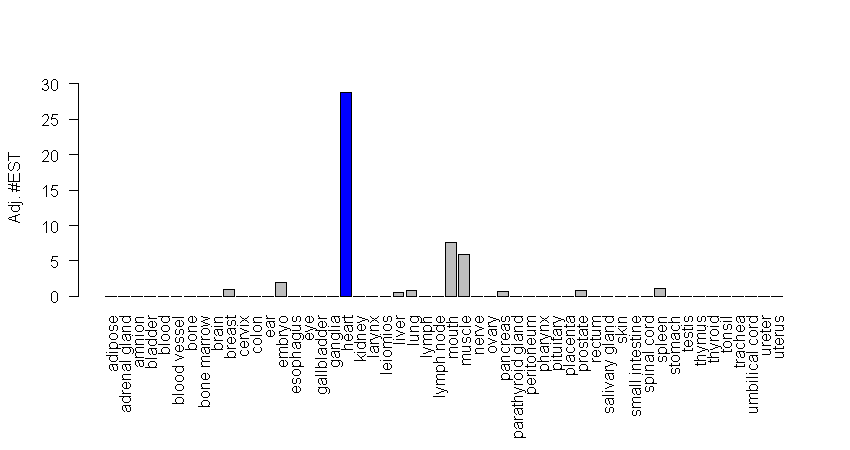 30
25
20
15
10
5
0
Adj. #EST
adipose
adrenal gland
amnion
bladder
blood
blood vessel
bone
bone marrow
brain
breast
cervix
colon
ear
embryo
esophagus
eye
gallbladder
ganglia
heart
kidney
larynx
leiomios
liver
lung
lymph
lymph node
mouth
muscle
nerve
ovary
pancreas
parathyroid gland
peritoneum
pharynx
pituitary
placenta
prostate
rectum
salivary gland
skin
small intestine
spinal cord
spleen
stomach
testis
thymus
thyroid
tonsil
trachea
umbilical cord
ureter
uterus